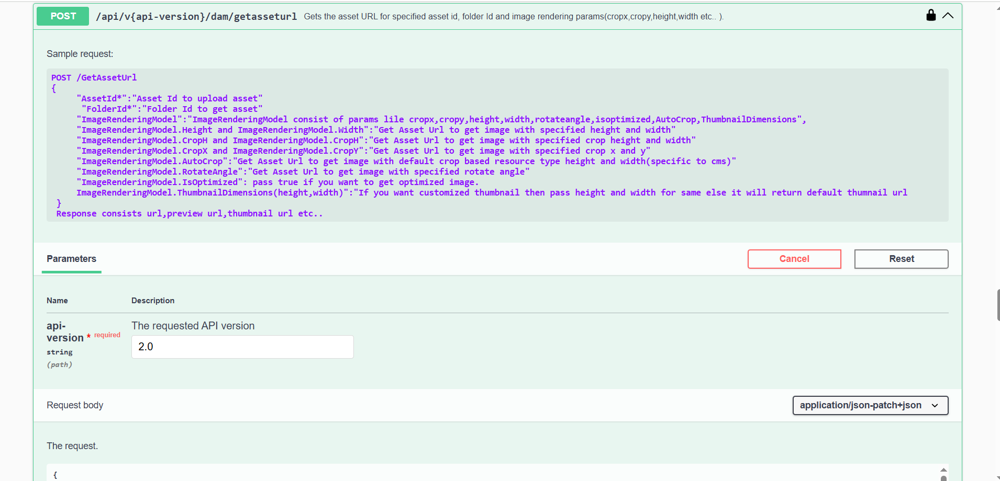 POST /api/v{api-version}/dam/getasseturl Gets the asset URL for specified asset id, folder Id and image rendering params(cropx,cropy,height,width etc.. ).
Sample request:
POST /GetAssetUrl
{
"AssetId*":"Asset Id to upload asset"
"FolderId*":"Folder Id to get asset"
"ImageRenderingModel":"ImageRenderingModel consist of params lile cropx,cropy,height,width,rotateangle,isoptimized,AutoCrop,ThumbnailDimensions",
"ImageRenderingModel.Height and ImageRenderingModel.Width":"Get Asset Url to get image with specified height and width"
"ImageRenderingModel.CropH and ImageRenderingModel.CropH":"Get Asset Url to get image with specified crop height and width"
"ImageRenderingModel.CropX and ImageRenderingModel.CropY":"Get Asset Url to get image with specified crop x and y"
"ImageRenderingModel.AutoCrop":"Get Asset Url to get image with default crop based resource type height and width(specific to cms)"
"ImageRenderingModel.RotateAngle":"Get Asset Url to get image with specified rotate angle"
"ImageRenderingModel.IsOptimized": pass true if you want to get optimized image.
ImageRenderingModel.ThumbnailDimensions(height,width)":"If you want customized thumbnail then pass height and width for same else it will return default thumnail url
}
Response consists url,preview url,thumbnail url etc..
Parameters
Cancel
Reset
Name Description
api-
version * required
string
(path)
The requested API version
2.0
Request body
application/json-patch+json
The request.
{